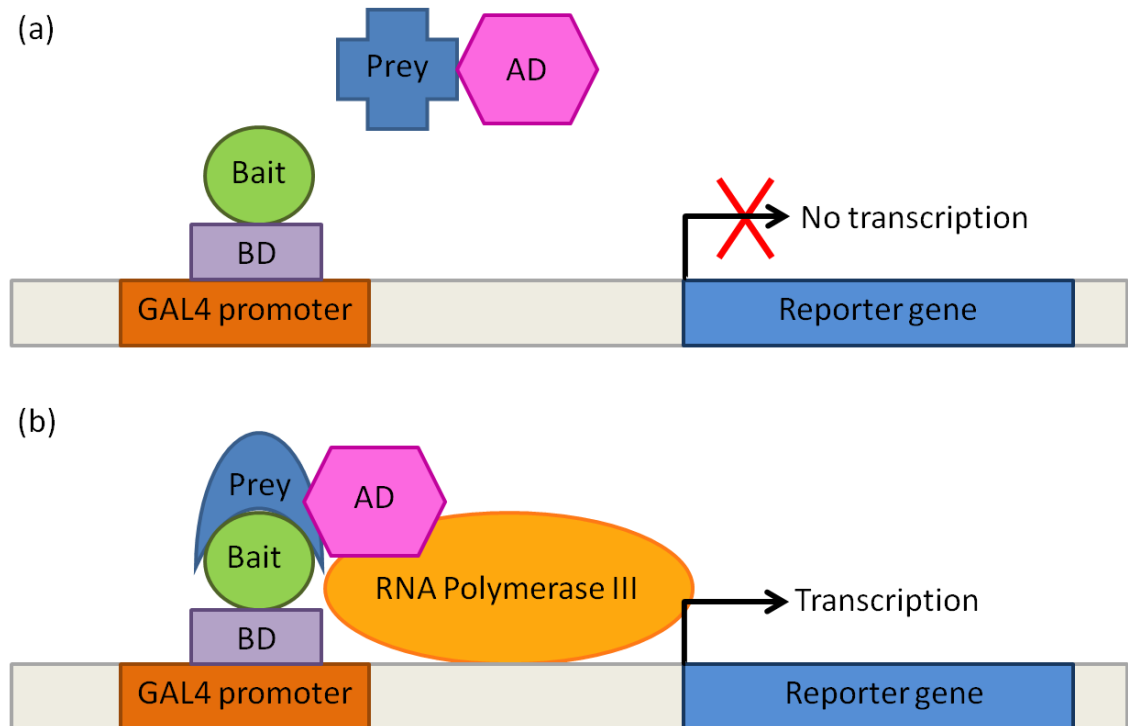 (a)
Prey
AD
Bait
BD
No transcription
GAL4 promoter
Reporter gene
(b)
Prey
AD
Bait
RNA Polymerase III
BD
Transcription
GAL4 promoter
Reporter gene